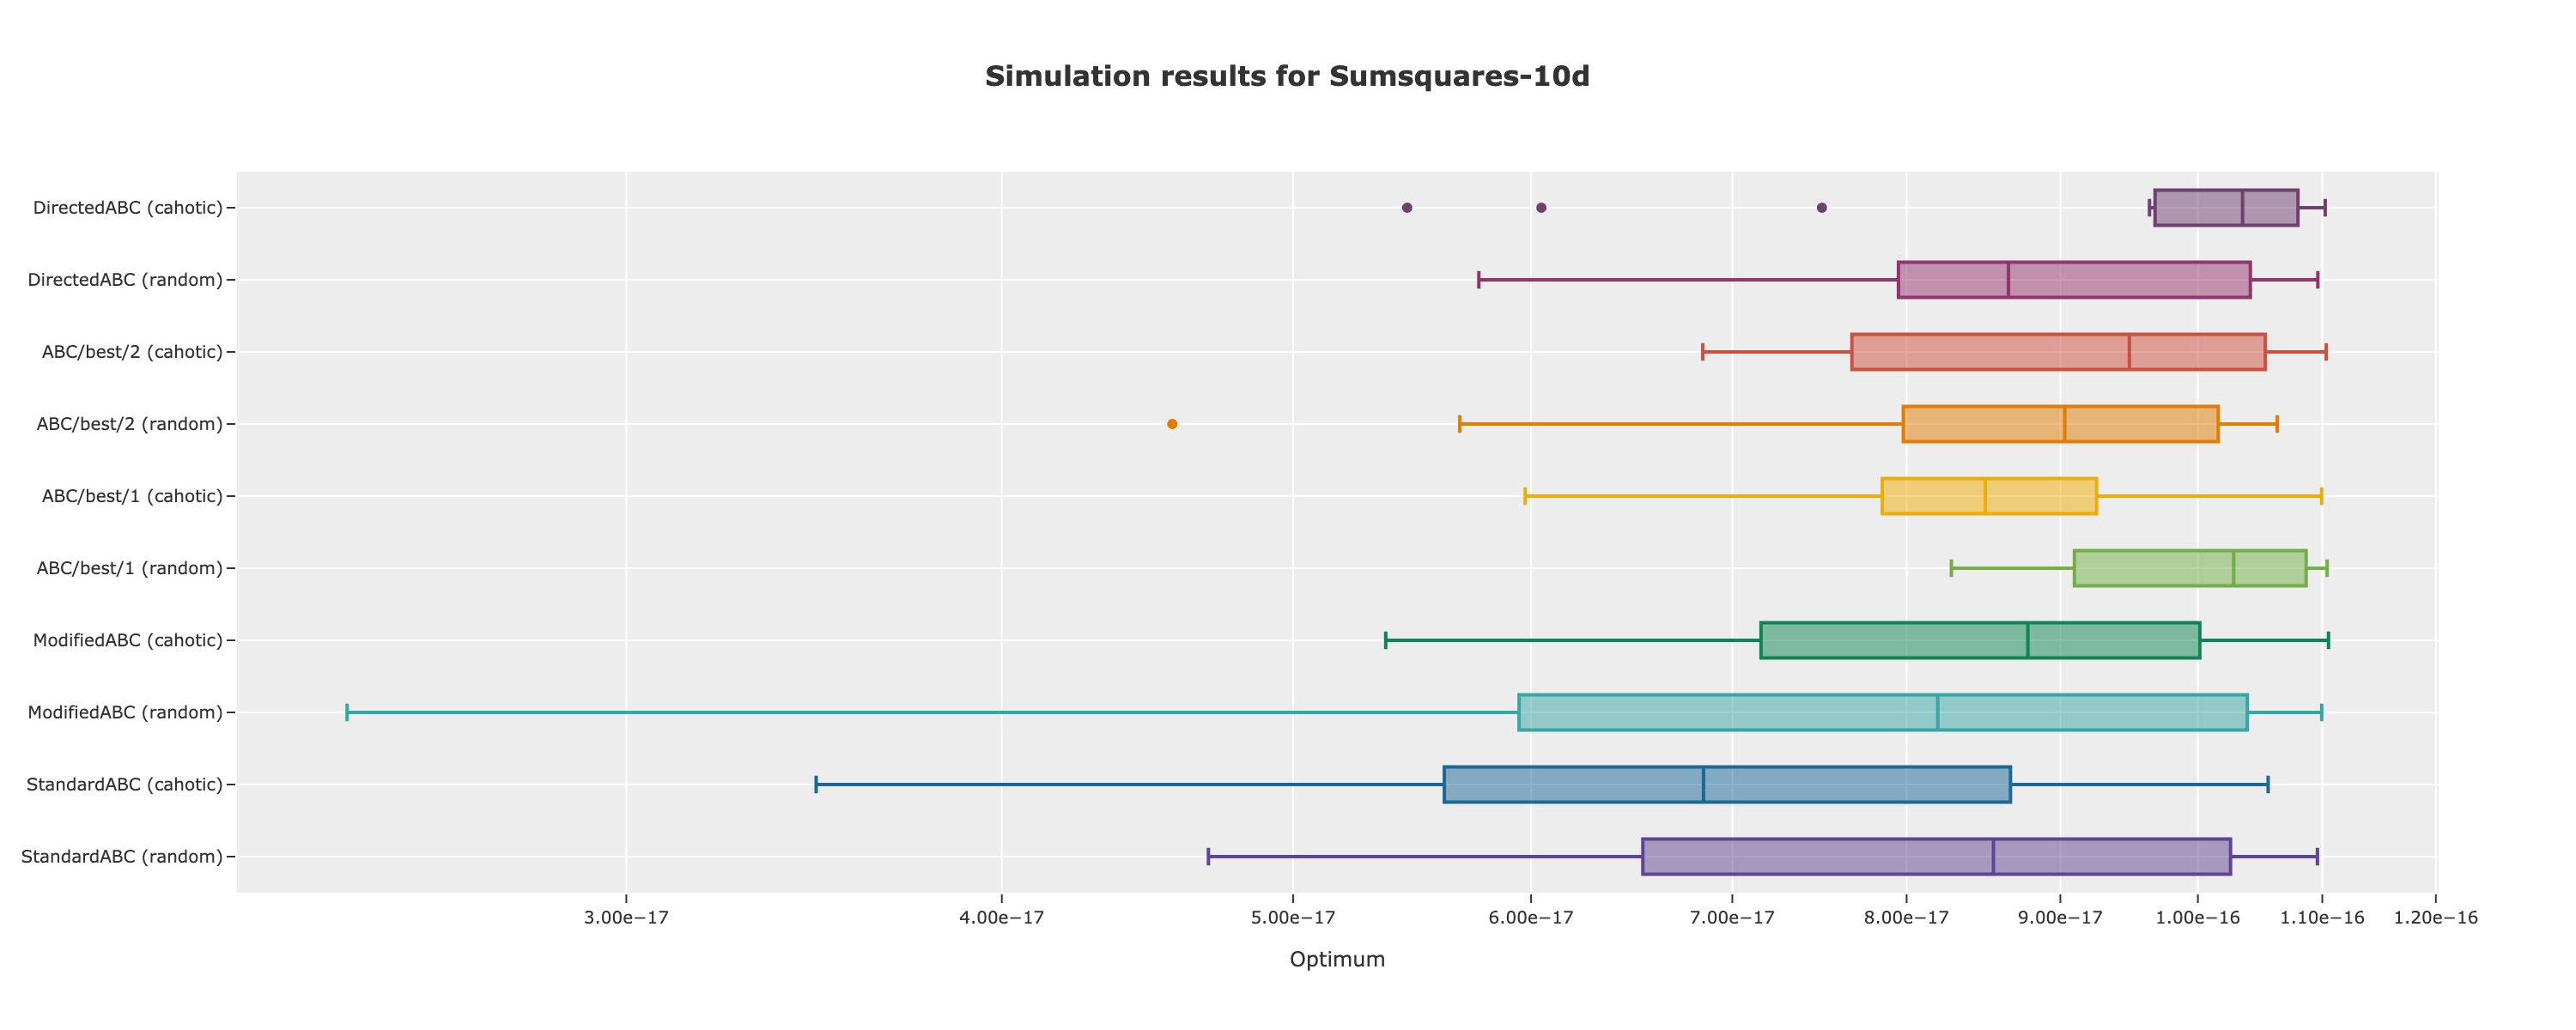 Simulation results for Sumsquares-10d
DirectedABC (cahotic)
DirectedABC (random)
ABC/best/2 (cahotic)
ABC/best/2 (random)
ABC/best/1 (cahotic)
ABC/best/1 (random)
ModifiedABC (cahotic)
ModifiedABC (random)
StandardABC (cahotic)
StandardABC (random)
3.00e−17 4.00e−17 5.00e−17 6.00e−17 7.00e−17 8.00e−17 9.00e−17 1.00e−16 1.10e−16 1.20e−16
Optimum